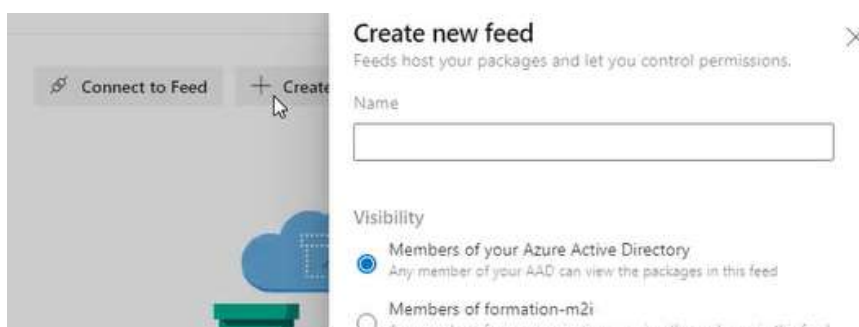 Create new feed
Feeds host your packages and let you control permissions.
Connect to Feed
Create
Name
Visibility
Members of your Azure Active Directory
Any member of your AAD can view the packages in this feed
Members of formation-m2i